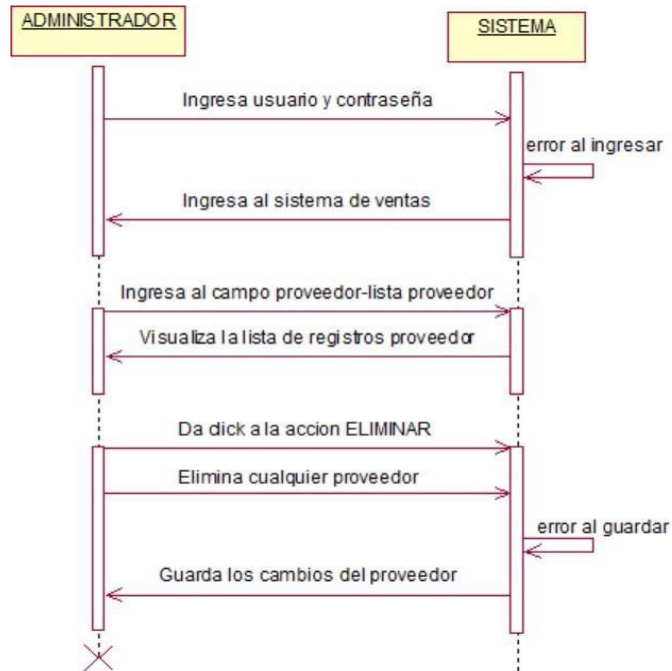 ADMINISTRADOR
SISTEMA
Ingresa usuario y contraseña
error al ingresar
Ingresa al sistema de ventas
Ingresa al campo proveedor-lista proveedor
Visualiza la lista de registros proveedor
Da click a la accion ELIMINAR
Elimina cualquier proveedor
error al guardar
Guarda los cambios del proveedor